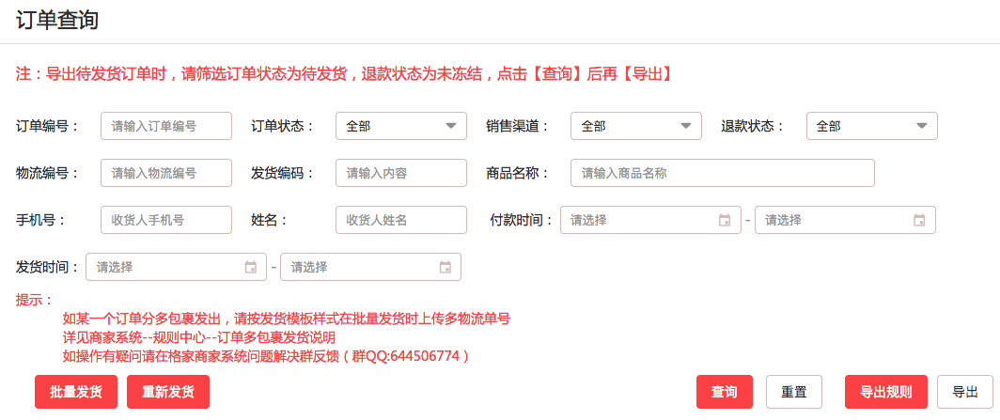 订单查询
注：导出待发货订单时，请筛选订单状态为待发货，退款状态为未冻结，点击【查询】后再【导出】
订单编号： 请输入订单编号 订单状态： 全部 销售渠道： 全部 退款状态： 全部
物流编号： 请输入物流编号 发货编码： 请输入内容 商品名称： 请输入商品名称
手机号： 收货人手机号 姓名： 收货人姓名 付款时间： 请选择 - 请选择
发货时间： 请选择 - 请选择
提示：
如某一个订单分多包裹发出，请按发货模板样式在批量发货时上传多物流单号
详见商家系统--规则中心--订单多包裹发货说明
如操作有疑问请在格家商家系统问题解决群反馈（群QQ:644506774）
批量发货 重新发货 查询 重置 导出规则 导出